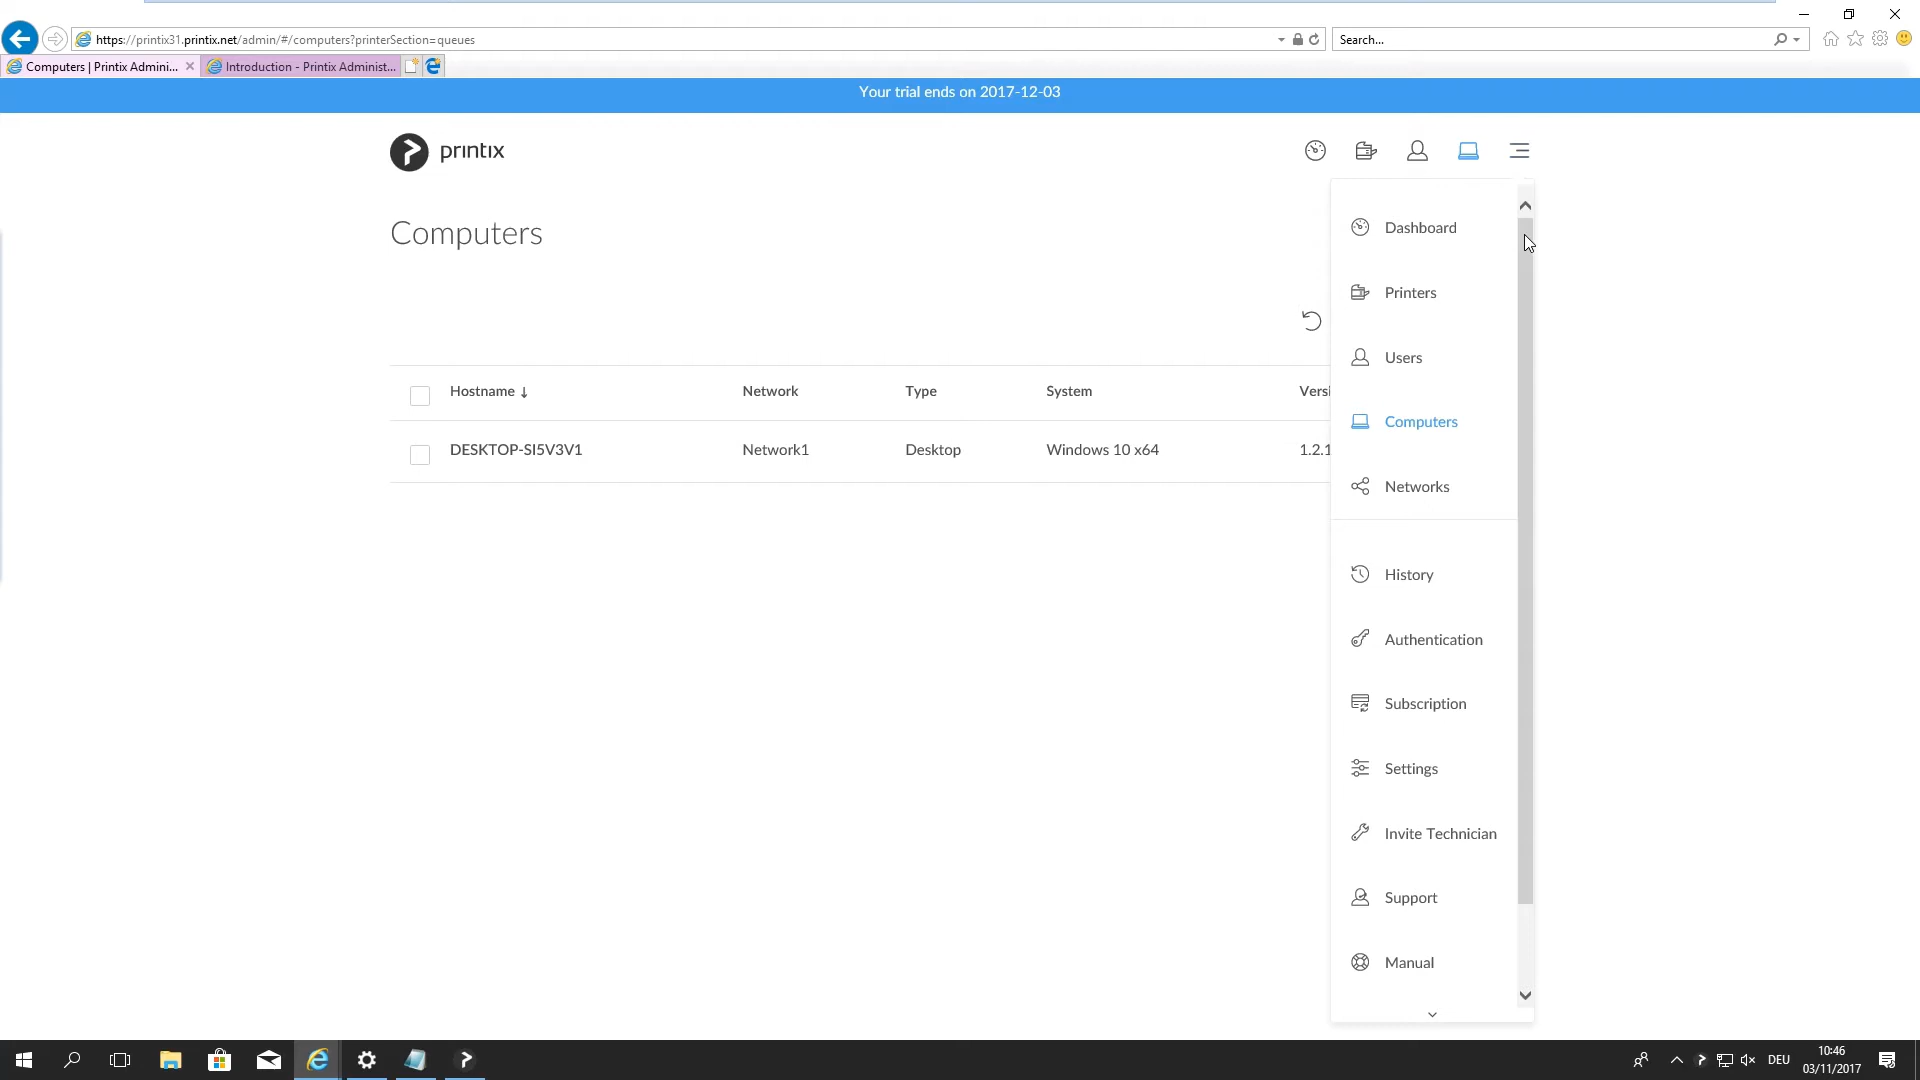 https://printix31.printix.net/admin/#/computers?printerSection=queues
Search...
Computers | Printix Admini...
Introduction - Printix Administ...
Your trial ends on 2017-12-03
printix
Computers
Dashboard
Printers
Users
Computers
Networks
History
Authentication
Subscription
Settings
Invite Technician
Support
Manual
Hostname ↓ Network Type System Versi
DESKTOP-SI5V3V1 Network1 Desktop Windows 10 x64 1.2.1
DEU
10:46
03/11/2017